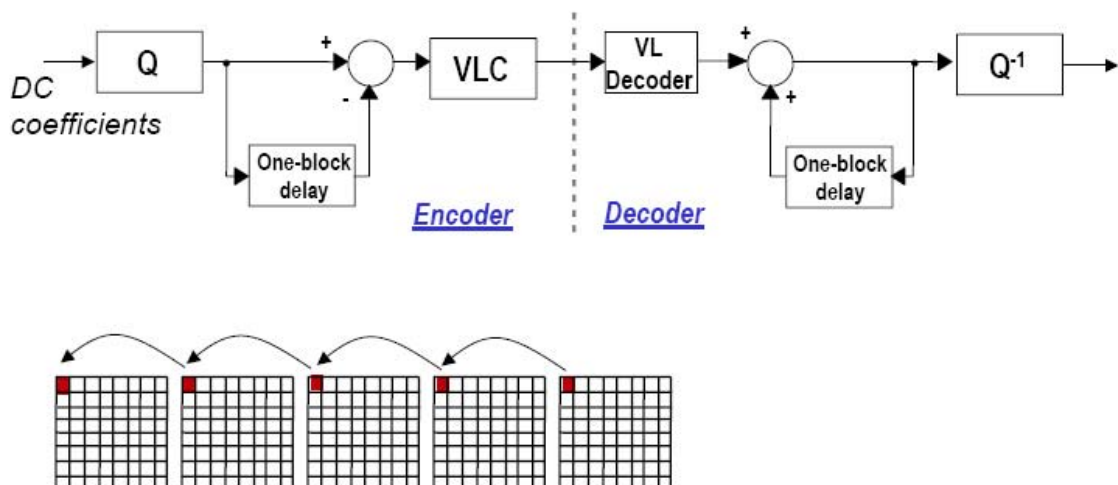 DC
coefficients
Q
+
-
VLC
One-block
delay
Encoder
VL
Decoder
+
+
Q-1
One-block
delay
Decoder